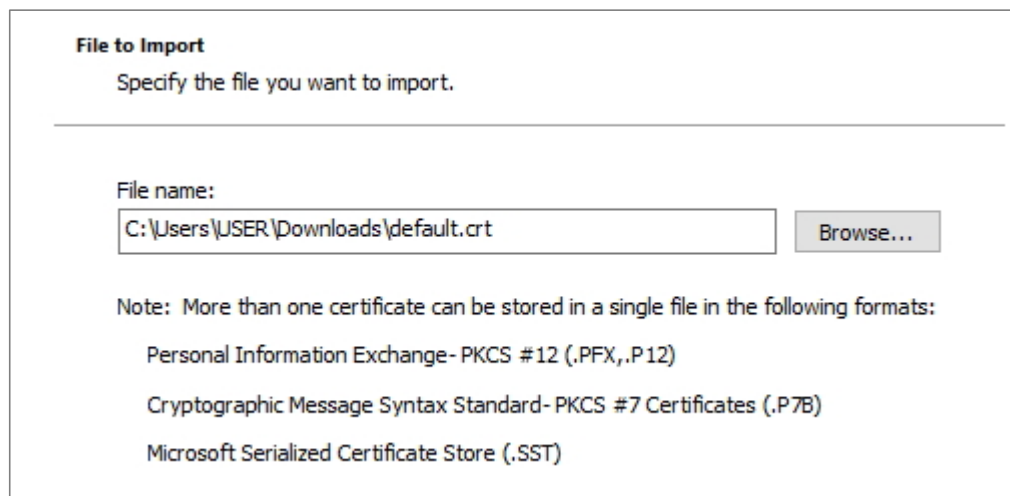 File to Import
Specify the file you want to import.
File name:
C:\Users\USER\Downloads\default.crt
Browse...
Note:  More than one certificate can be stored in a single file in the following formats:
Personal Information Exchange- PKCS #12 (.PFX,.P12)
Cryptographic Message Syntax Standard- PKCS #7 Certificates (.P7B)
Microsoft Serialized Certificate Store (.SST)